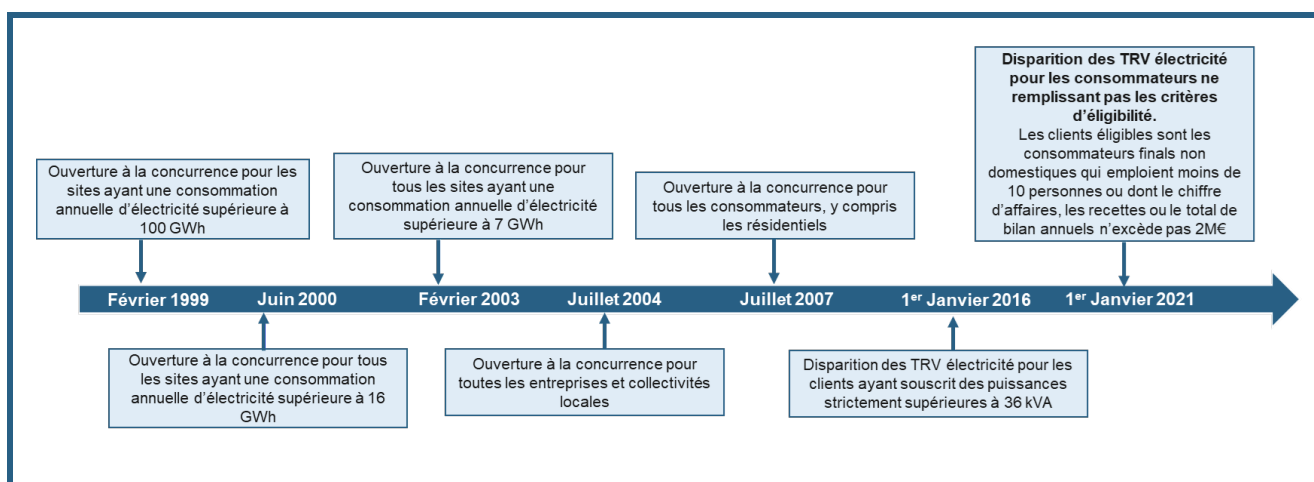 Disparition des TRV électricité
pour les consommateurs ne
remplissant pas les critères
d'éligibilité.
Les clients éligibles sont les
consommateurs finals non
domestiques qui emploient moins de
10 personnes ou dont le chiffre
d'affaires, les recettes ou le total de
bilan annuels n'excède pas 2M€
Ouverture à la concurrence pour les
sites ayant une consommation
annuelle d'électricité supérieure à
100 GWh
Ouverture à la concurrence pour
tous les sites ayant une
consommation annuelle d'électricité
supérieure à 7 GWh
Ouverture à la concurrence pour
tous les consommateurs, y compris
les résidentiels
Février 1999 Juin 2000 Février 2003 Juillet 2004 Juillet 2007 1er Janvier 2016 1er Janvier 2021
Ouverture à la concurrence pour tous
les sites ayant une consommation
annuelle d'électricité supérieure à 16
GWh
Ouverture à la concurrence pour
toutes les entreprises et collectivités
locales
Disparition des TRV électricité pour les
clients ayant souscrit des puissances
strictement supérieures à 36 kVA